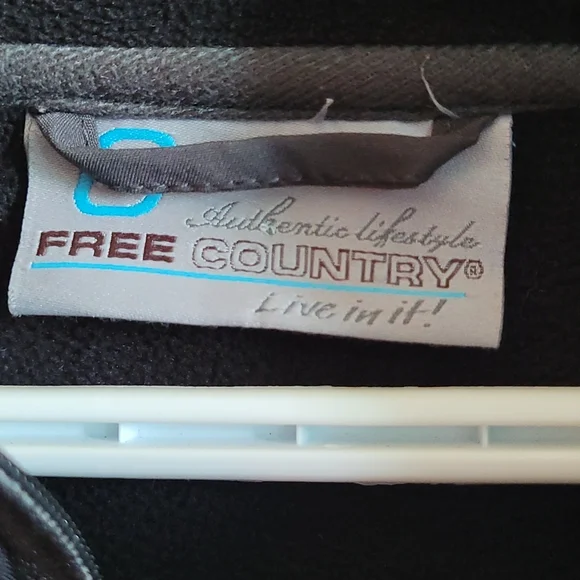 Authentic lifestyle
FREE COUNTRY®
Live in it!